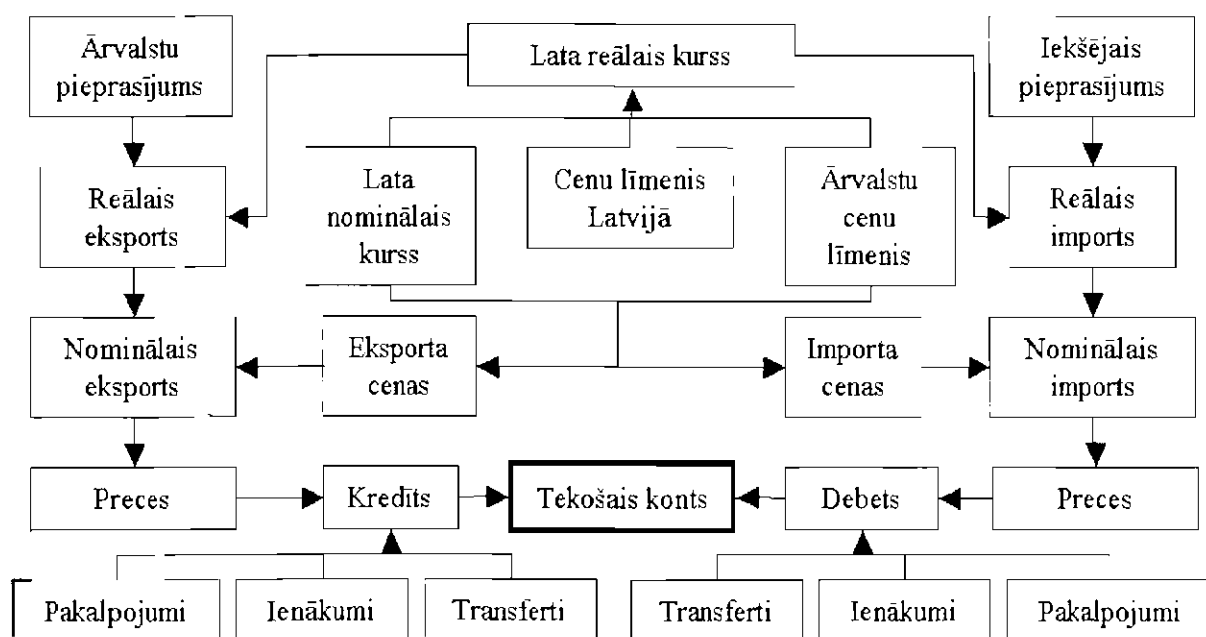 Ārvalstu
pieprasījums
Lata reālais kurss
Iekšējais
pieprasījums
Reālais
eksports
Lata
nominālais
kurss
Cenu līmenis
Latvijā
Ārvalstu
cenu
līmenis
Reālais
imports
Nominālais
eksports
Eksporta
cenas
Importa
cenas
Nominālais
imports
Preces
Kredīts
Tekošais konts
Debets
Preces
Pakalpojumi
Ienākumi
Transferti
Transferti
Ienākumi
Pakalpojumi